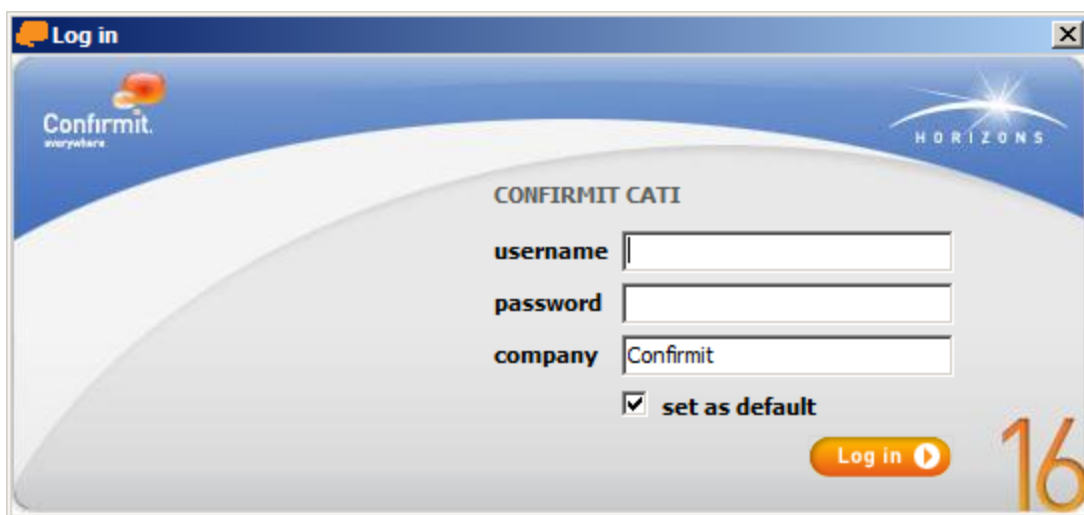 Log in
Confirmit.
everywhere
HORIZONS
CONFIRMIT CATI
username
password
company Confirmit
set as default
Log in
16